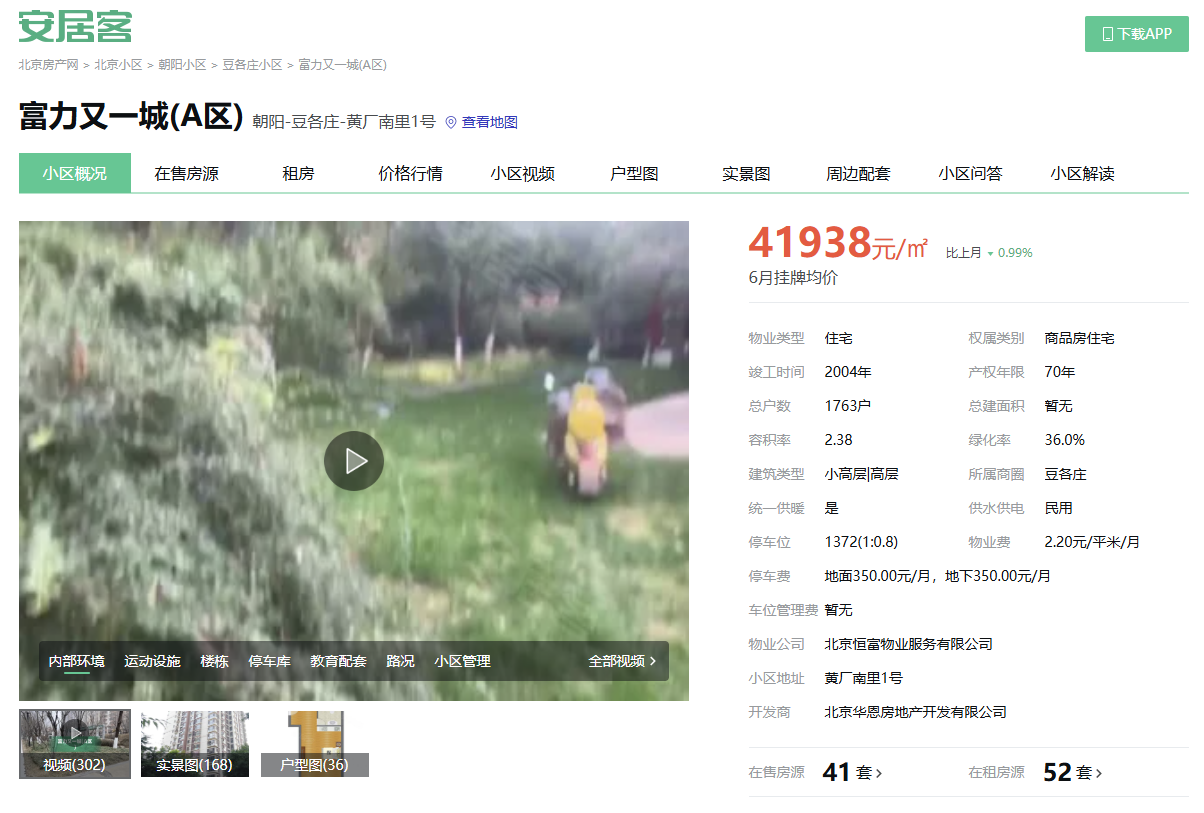 安居客
下载APP
北京房产网 > 北京小区 > 朝阳小区 > 豆各庄小区 > 富力又一城(A区)
富力又一城(A区) 朝阳-豆各庄-黄厂南里1号 查看地图
小区概况 在售房源 租房 价格行情 小区视频 户型图 实景图 周边配套 小区问答 小区解读
41938元/㎡ 比上月 0.99%
6月挂牌均价
物业类型 住宅 权属类别 商品房住宅
竣工时间 2004年 产权年限 70年
总户数 1763户 总建面积 暂无
容积率 2.38 绿化率 36.0%
建筑类型 小高层|高层 所属商圈 豆各庄
统一供暖 是 供水供电 民用
停车位 1372(1:0.8) 物业费 2.20元/平米/月
停车费 地面350.00元/月，地下350.00元/月
车位管理费 暂无
物业公司 北京恒富物业服务有限公司
小区地址 黄厂南里1号
开发商 北京华恩房地产开发有限公司
在售房源 41 套 > 在租房源 52 套 >
内部环境 运动设施 楼栋 停车库 教育配套 路况 小区管理 全部视频 >
视频(302) 实景图(168) 户型图(36)